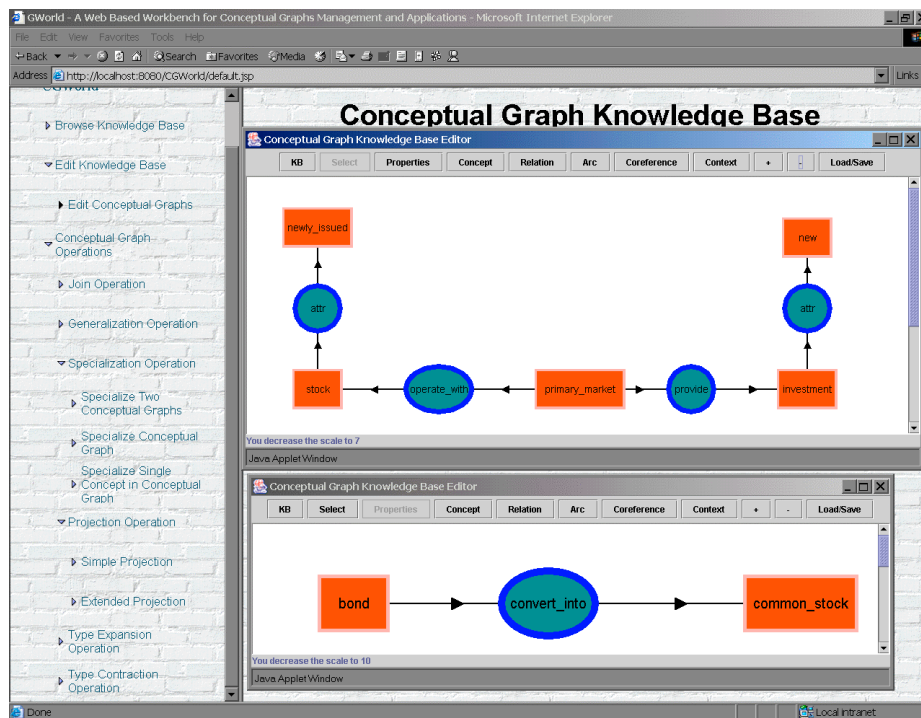 GWorld - A Web Based Workbench for Conceptual Graphs Management and Applications - Microsoft Internet Explorer
File Edit View Favorites Tools Help
Back Search Favorites Media
Address http://localhost:8080/CGWorld/default.jsp Links
CGWorld
Browse Knowledge Base
Edit Knowledge Base
Edit Conceptual Graphs
Conceptual Graph
Operations
Join Operation
Generalization Operation
Specialization Operation
Specialize Two
Conceptual Graphs
Specialize Conceptual
Graph
Specialize Single
Concept in Conceptual
Graph
Projection Operation
Simple Projection
Extended Projection
Type Expansion
Operation
Type Contraction
Operation
Conceptual Graph Knowledge Base
Conceptual Graph Knowledge Base Editor
KB Select Properties Concept Relation Arc Coreference Context + - Load/Save
newly_issued new
attr attr
stock operate_with primary_market provide investment
You decrease the scale to 7
Java Applet Window
Conceptual Graph Knowledge Base Editor
KB Select Properties Concept Relation Arc Coreference Context + - Load/Save
bond convert_into common_stock
You decrease the scale to 10
Java Applet Window
Done Local intranet